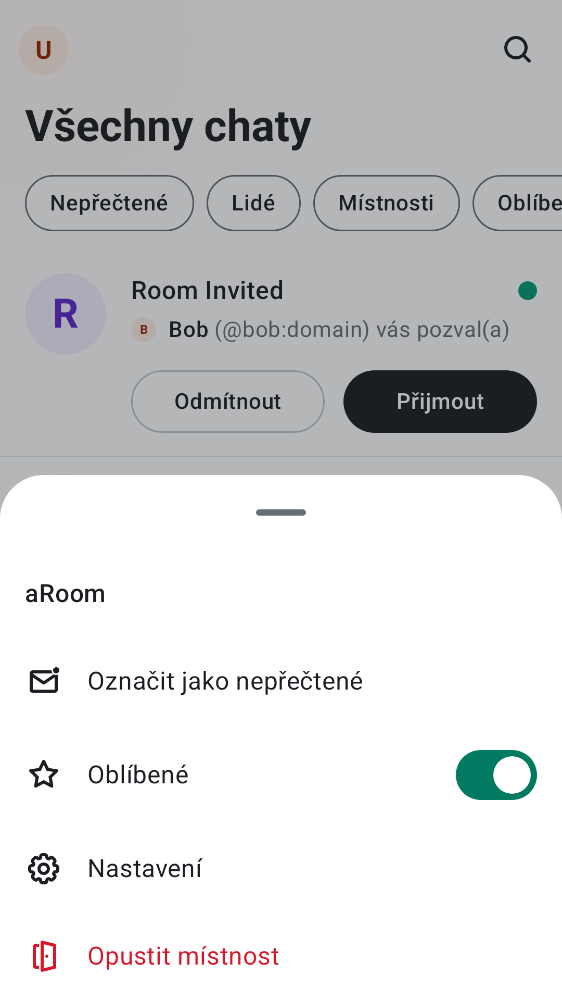 U
Všechny chaty
Nepřečtené Lidé Místnosti Oblíbe
R
Room Invited
B Bob (@bob:domain) vás pozval(a)
Odmítnout Přijmout
aRoom
Označit jako nepřečtené
Oblíbené
Nastavení
Opustit místnost